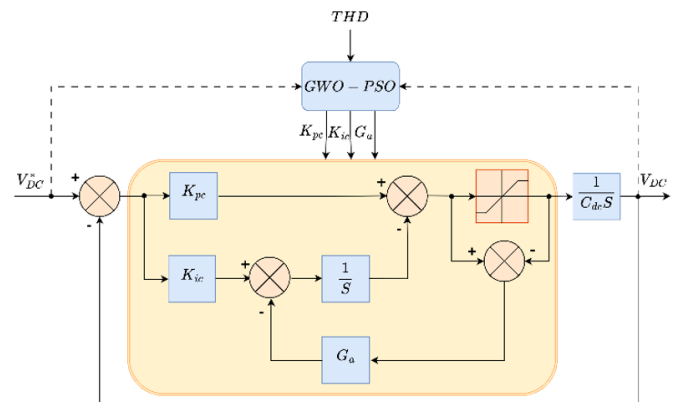 THD
GWO − PSO
K_pc K_ic G_a
V*_DC
+
-
K_pc
+
-
1/(C_dc S)
V_DC
K_ic
+
-
1/S
+
-
G_a